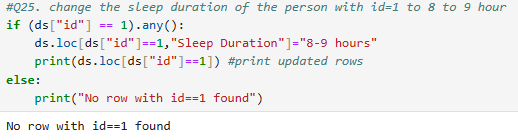 #Q25. change the sleep duration of the person with id=1 to 8 to 9 hour
if (ds["id"] == 1).any():
    ds.loc[ds["id"]==1,"Sleep Duration"]="8-9 hours"
    print(ds.loc[ds["id"]==1]) #print updated rows
else:
    print("No row with id==1 found")
No row with id==1 found